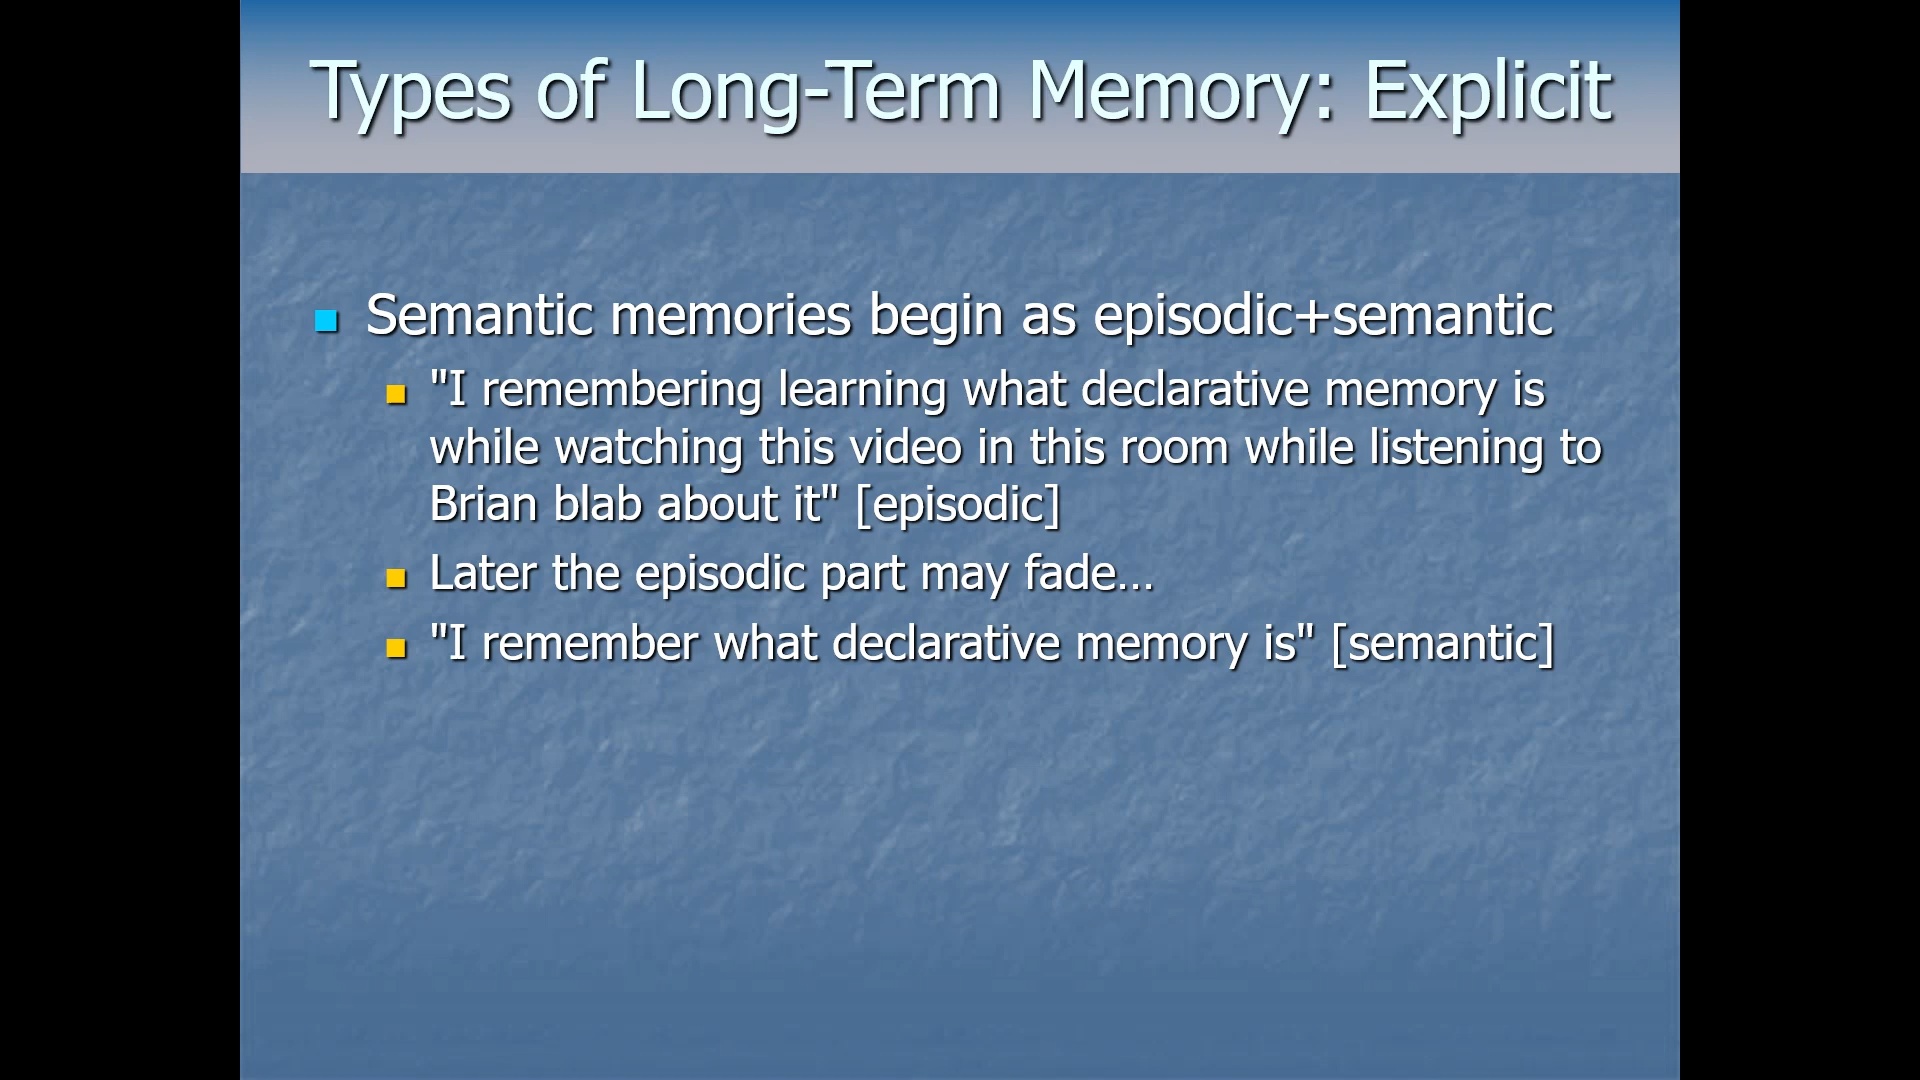 Types of Long-Term Memory: Explicit
Semantic memories begin as episodic+semantic
"I remembering learning what declarative memory is
while watching this video in this room while listening to
Brian blab about it" [episodic]
Later the episodic part may fade…
"I remember what declarative memory is" [semantic]